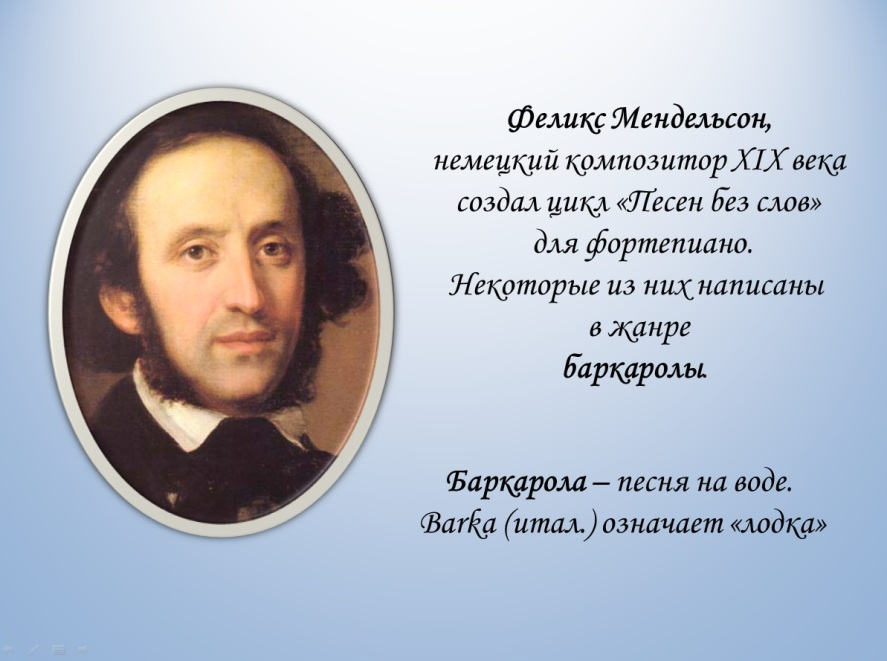 Феликс Мендельсон,
немецкий композитор XIX века
создал цикл «Песен без слов»
для фортепиано.
Некоторые из них написаны
в жанре
баркаролы.
Баркарола – песня на воде.
Barka (итал.) означает «лодка»